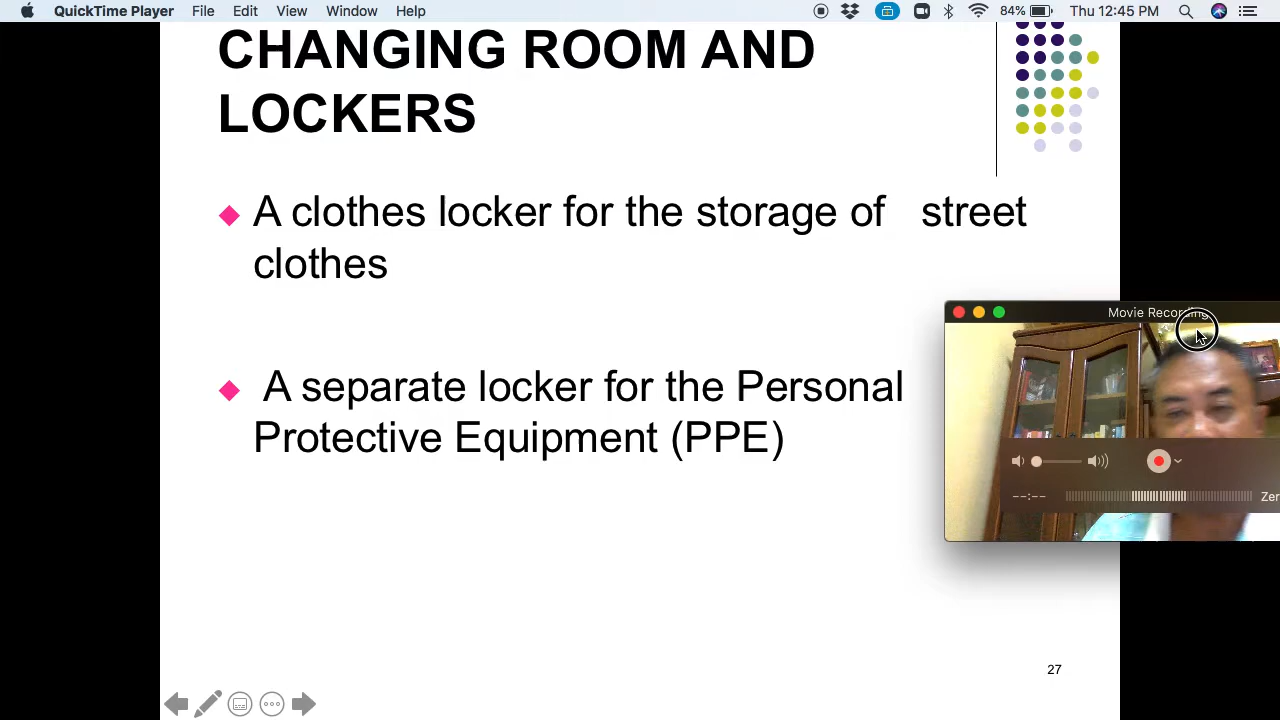 QuickTime Player File Edit View Window Help 84% Thu 12:45 PM
CHANGING ROOM AND
LOCKERS
A clothes locker for the storage of street
clothes
Movie Recording
A separate locker for the Personal
Protective Equipment (PPE)
--:--
Zer
27